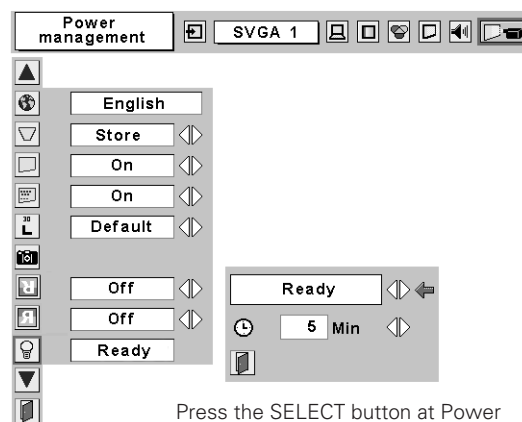 Power
management
SVGA 1
English
Store
On
On
30
L
Default
R
Off
Ready
R
Off
5 Min
Ready
Press the SELECT button at Power